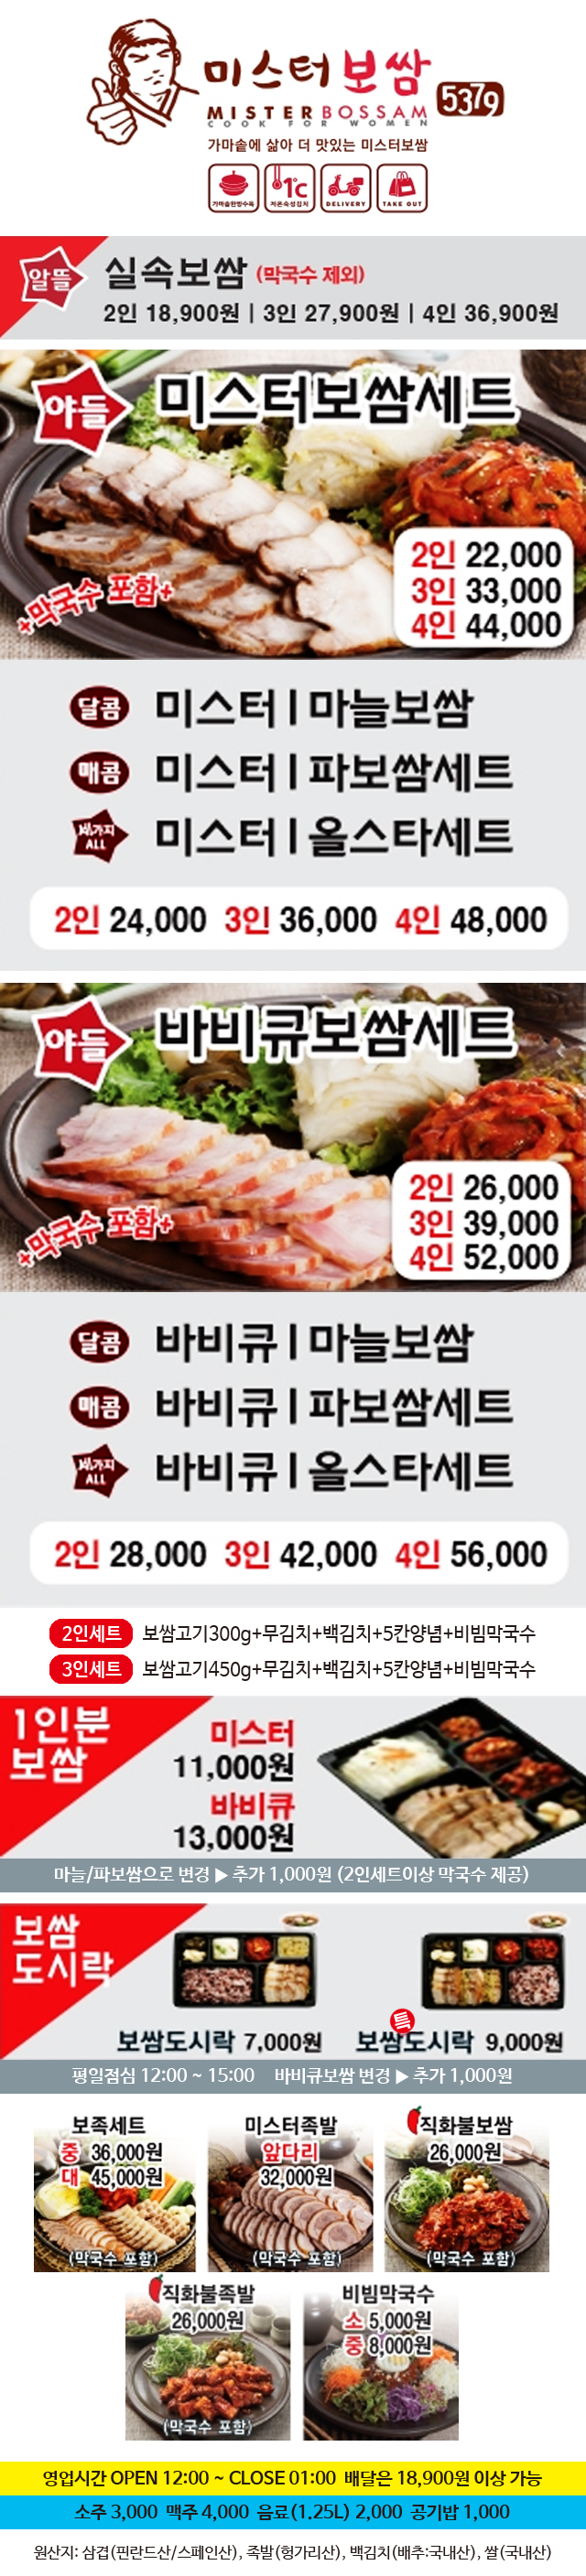 미스터보쌈
5379
MISTERBOSSAM
COOK FOR WOMEN
가마솥에 삶아 더 맛있는 미스터보쌈
가마솥한방수육 저온숙성김치 DELIVERY TAKE OUT
1℃
알뜰 실속보쌈 (막국수 제외)
2인 18,900원 | 3인 27,900원 | 4인 36,900원
야들 미스터보쌈세트
2인 22,000
3인 33,000
4인 44,000
+막국수 포함+
달콤 미스터 | 마늘보쌈
매콤 미스터 | 파보쌈세트
세가지 ALL 미스터 | 올스타세트
2인 24,000 3인 36,000 4인 48,000
야들 바비큐보쌈세트
2인 26,000
3인 39,000
4인 52,000
+막국수 포함+
달콤 바비큐 | 마늘보쌈
매콤 바비큐 | 파보쌈세트
세가지 ALL 바비큐 | 올스타세트
2인 28,000 3인 42,000 4인 56,000
2인세트 보쌈고기300g+무김치+백김치+5칸양념+비빔막국수
3인세트 보쌈고기450g+무김치+백김치+5칸양념+비빔막국수
1인분
보쌈
미스터
11,000원
바비큐
13,000원
마늘/파보쌈으로 변경 ▶ 추가 1,000원 (2인세트이상 막국수 제공)
보쌈
도시락
보쌈도시락 7,000원 보쌈도시락 9,000원
평일점심 12:00 ~ 15:00 바비큐보쌈 변경 ▶ 추가 1,000원
보족세트
중 36,000원
대 45,000원
(막국수 포함)
미스터족발
앞다리
32,000원
(막국수 포함)
직화불보쌈
26,000원
(막국수 포함)
직화불족발
26,000원
(막국수 포함)
비빔막국수
소 5,000원
중 8,000원
영업시간 OPEN 12:00 ~ CLOSE 01:00 배달은 18,900원 이상 가능
소주 3,000 맥주 4,000 음료(1.25L) 2,000 공기밥 1,000
원산지: 삼겹(핀란드산/스페인산), 족발(헝가리산), 백김치(배추:국내산), 쌀(국내산)